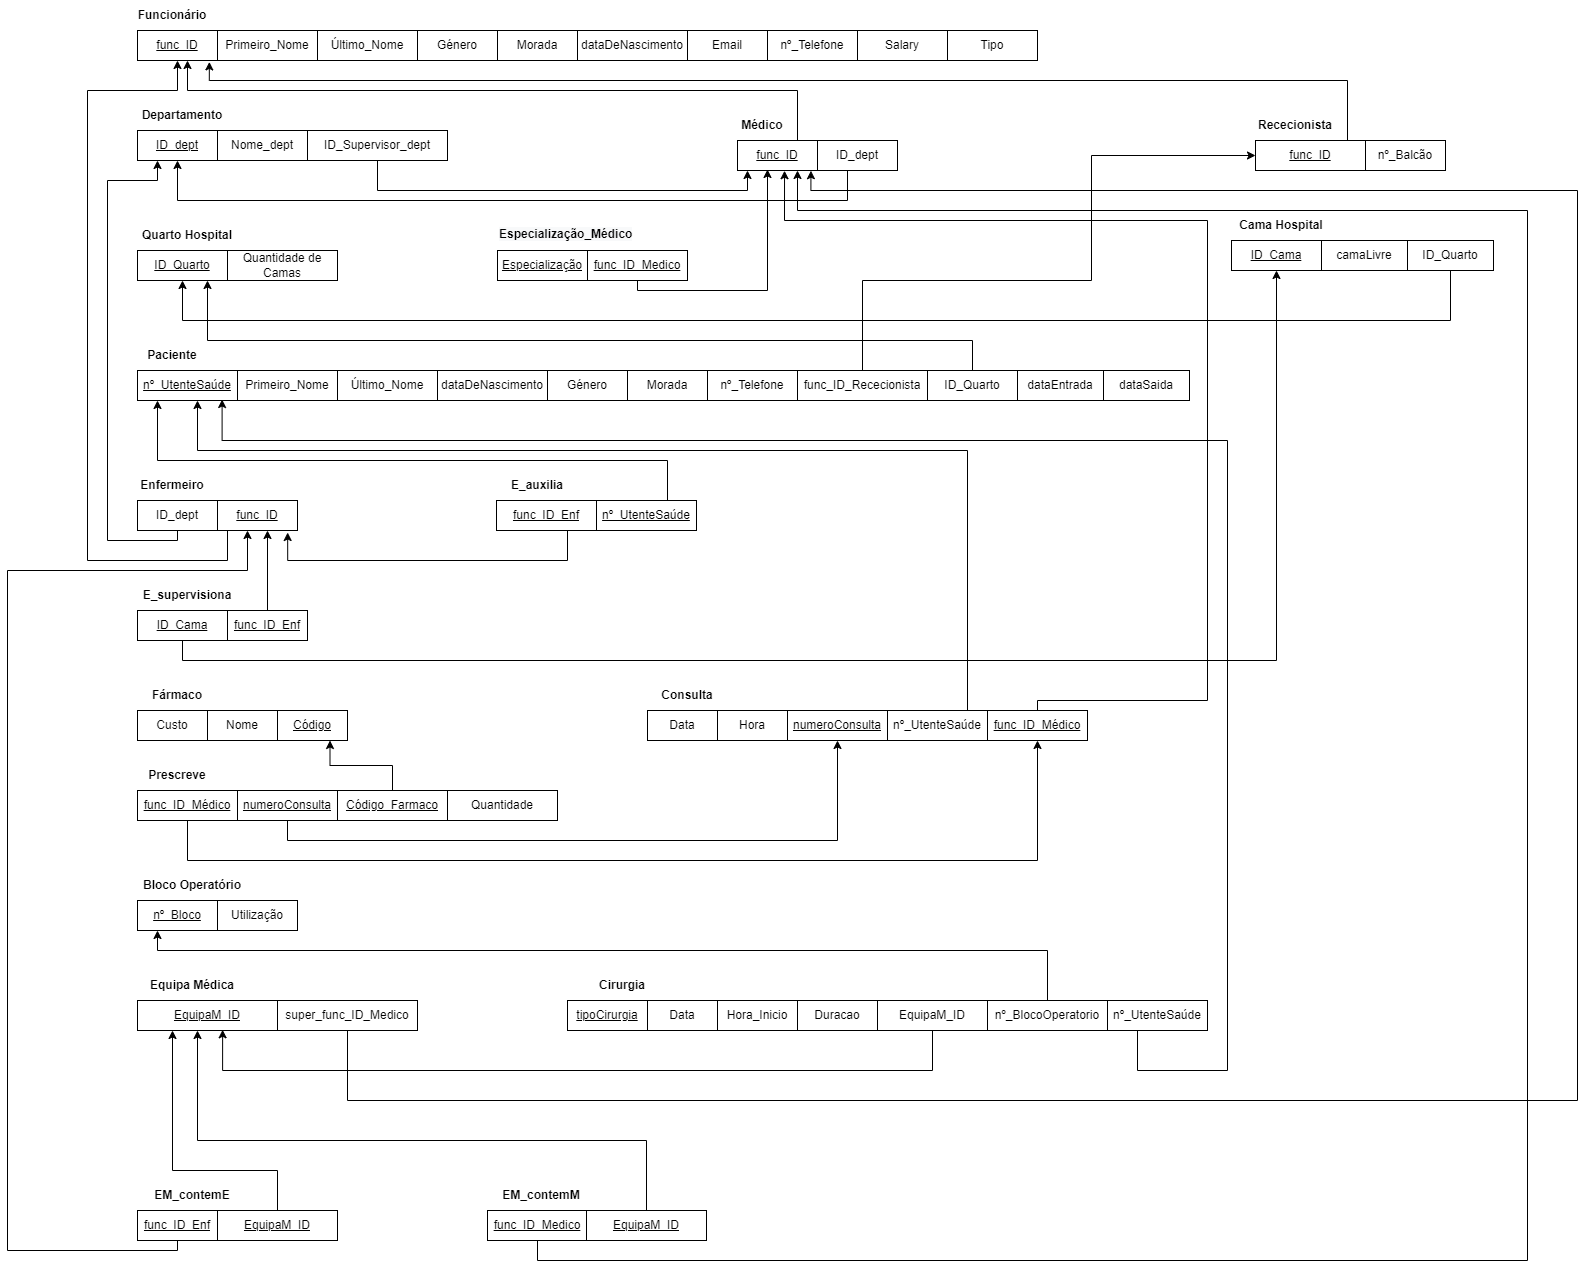 Funcionário
func_ID Primeiro_Nome Último_Nome Género Morada dataDeNascimento Email nº_Telefone Salary Tipo
Departamento
ID_dept Nome_dept ID_Supervisor_dept
Médico
func_ID ID_dept
Rececionista
func_ID nº_Balcão
Quarto Hospital
ID_Quarto Quantidade de
Camas
Especialização_Médico
Especialização func_ID_Medico
Cama Hospital
ID_Cama camaLivre ID_Quarto
Paciente
nº_UtenteSaúde Primeiro_Nome Último_Nome dataDeNascimento Género Morada nº_Telefone func_ID_Rececionista ID_Quarto dataEntrada dataSaida
Enfermeiro
ID_dept func_ID
E_auxilia
func_ID_Enf nº_UtenteSaúde
E_supervisiona
ID_Cama func_ID_Enf
Fármaco
Custo Nome Código
Consulta
Data Hora numeroConsulta nº_UtenteSaúde func_ID_Médico
Prescreve
func_ID_Médico numeroConsulta Código_Farmaco Quantidade
Bloco Operatório
nº_Bloco Utilização
Equipa Médica
EquipaM_ID super_func_ID_Medico
Cirurgia
tipoCirurgia Data Hora_Inicio Duracao EquipaM_ID nº_BlocoOperatorio nº_UtenteSaúde
EM_contemE
func_ID_Enf EquipaM_ID
EM_contemM
func_ID_Medico EquipaM_ID